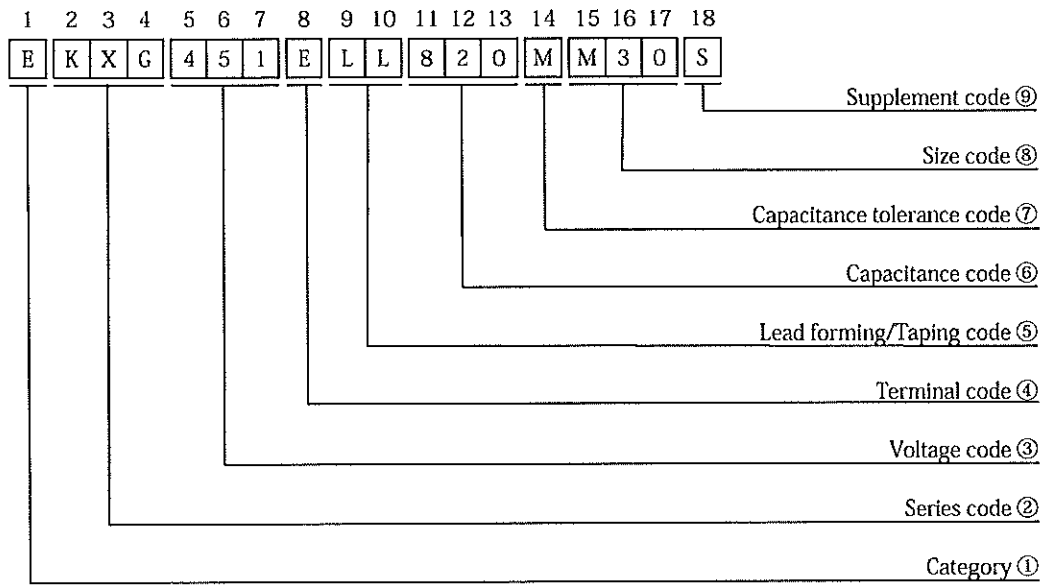 1 2 3 4 5 6 7 8 9 10 11 12 13 14 15 16 17 18
E K X G 4 5 1 E L L 8 2 0 M M 3 0 S
Supplement code ⑨
Size code ⑧
Capacitance tolerance code ⑦
Capacitance code ⑥
Lead forming/Taping code ⑤
Terminal code ④
Voltage code ③
Series code ②
Category ①